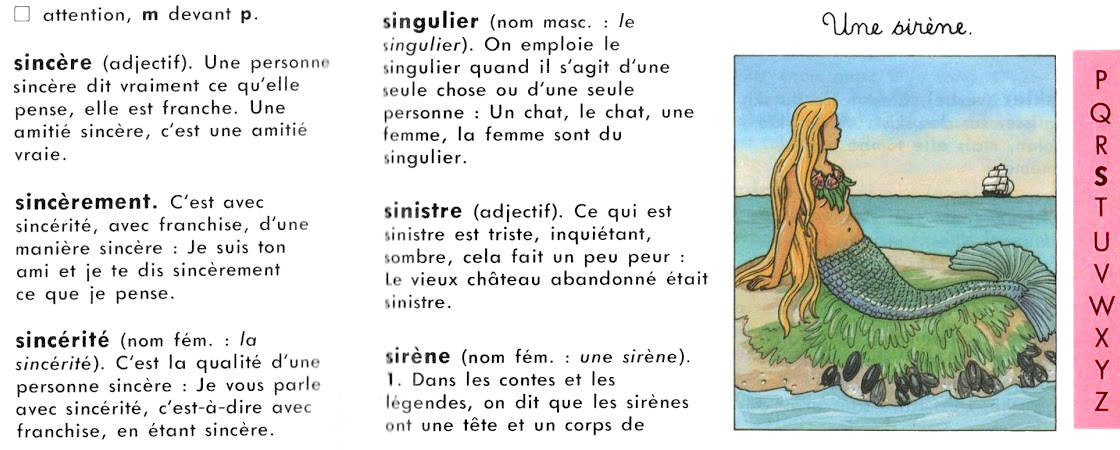 ☐ attention, m devant p.
sincère (adjectif). Une personne
sincère dit vraiment ce qu'elle
pense, elle est franche. Une
amitié sincère, c'est une amitié
vraie.
sincèrement. C'est avec
sincérité, avec franchise, d'une
manière sincère : Je suis ton
ami et je te dis sincèrement
ce que je pense.
sincérité (nom fém. : la
sincérité). C'est la qualité d'une
personne sincère : Je vous parle
avec sincérité, c'est-à-dire avec
franchise, en étant sincère.
singulier (nom masc. : le
singulier). On emploie le
singulier quand il s'agit d'une
seule chose ou d'une seule
personne : Un chat, le chat, une
femme, la femme sont du
singulier.
sinistre (adjectif). Ce qui est
sinistre est triste, inquiétant,
sombre, cela fait un peu peur :
Le vieux château abandonné était
sinistre.
sirène (nom fém. : une sirène).
1. Dans les contes et les
légendes, on dit que les sirènes
ont une tête et un corps de
Une sirène.
P
Q
R
S
T
U
V
W
X
Y
Z